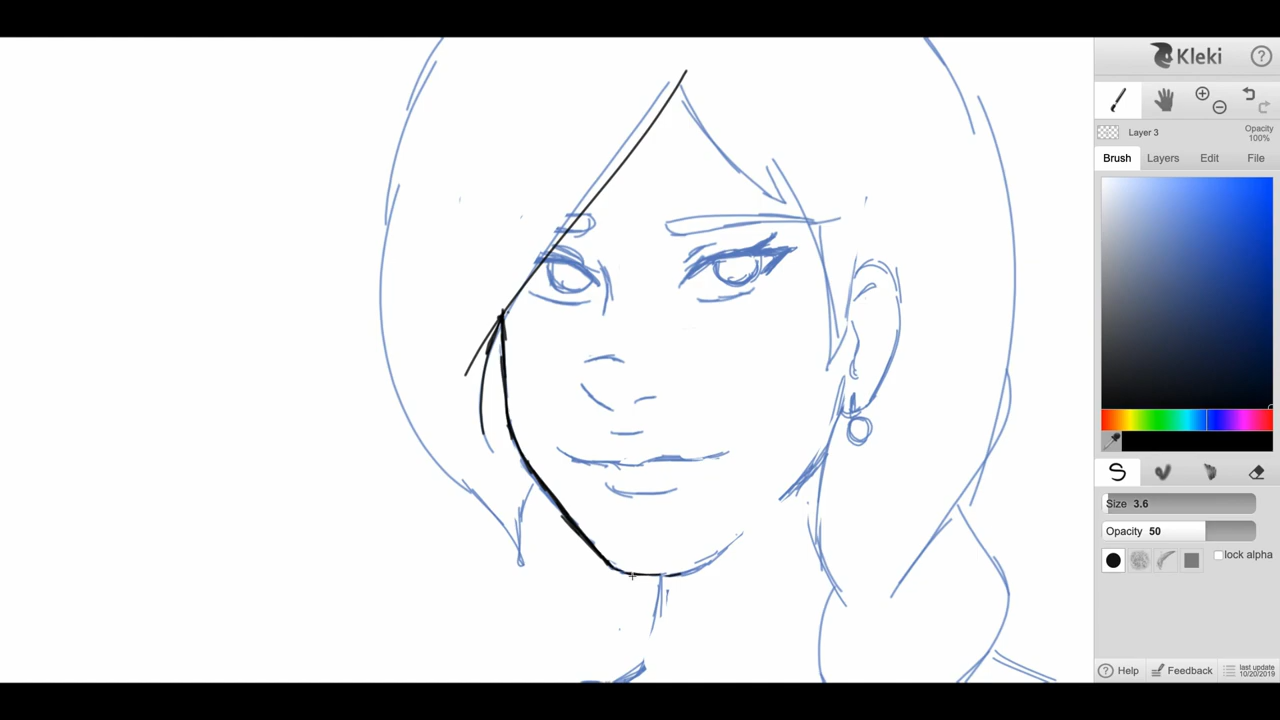 Kleki
Layer 3
Opacity
100%
Brush Layers Edit File
Size 3.6
Opacity 50
lock alpha
Help Feedback last update
10/20/2019